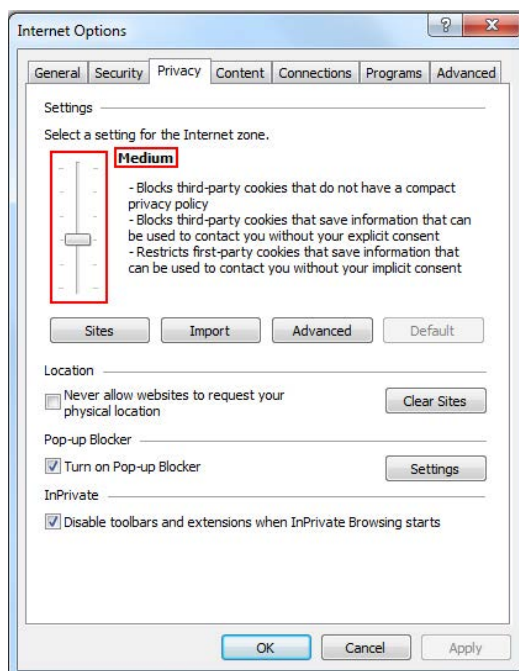 Internet Options
General Security Privacy Content Connections Programs Advanced
Settings
Select a setting for the Internet zone.
Medium
- Blocks third-party cookies that do not have a compact
privacy policy
- Blocks third-party cookies that save information that can
be used to contact you without your explicit consent
- Restricts first-party cookies that save information that
can be used to contact you without your implicit consent
Sites Import Advanced Default
Location
Never allow websites to request your
physical location
Clear Sites
Pop-up Blocker
Turn on Pop-up Blocker
Settings
InPrivate
Disable toolbars and extensions when InPrivate Browsing starts
OK Cancel Apply